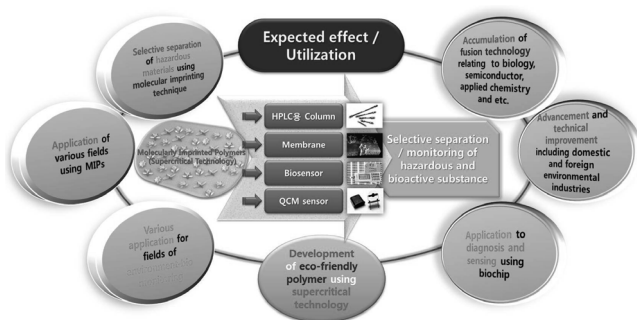 Expected effect /
Utilization
Selective separation
of hazardous
materials using
molecular imprinting
technique
Accumulation of
fusion technology
relating to biology,
semiconductor,
applied chemistry
and etc.
Application of
various fields
using MIPs
Molecularly Imprinted Polymers
(Supercritical Technology)
HPLC용 Column
Membrane
Biosensor
QCM sensor
Selective separation
/ monitoring of
hazardous and
bioactive substance
Advancement and
technical
improvement
including domestic
and foreign
environmental
industries
Various
application for
fields of
Development
of eco-friendly
polymer using
supercritical
technology
Application to
diagnosis and
sensing using
biochip